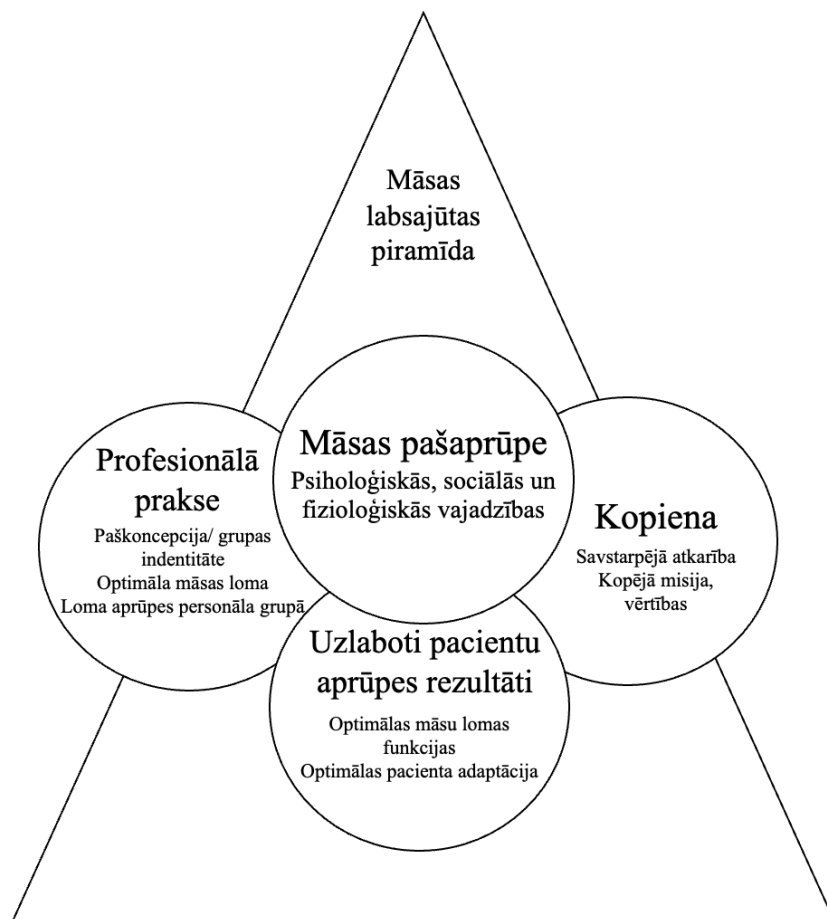 Māsas
labsajūtas
piramīda
Māsas pašaprūpe
Psiholoģiskās, sociālās un
fizioloģiskās vajadzības
Profesionālā
prakse
Paškoncepcija/ grupas
indentitāte
Optimāla māsas loma
Loma aprūpes personāla grupā
Kopiena
Savstarpējā atkarība
Kopējā misija,
vērtības
Uzlaboti pacientu
aprūpes rezultāti
Optimālas māsu lomas
funkcijas
Optimālas pacienta adaptācija